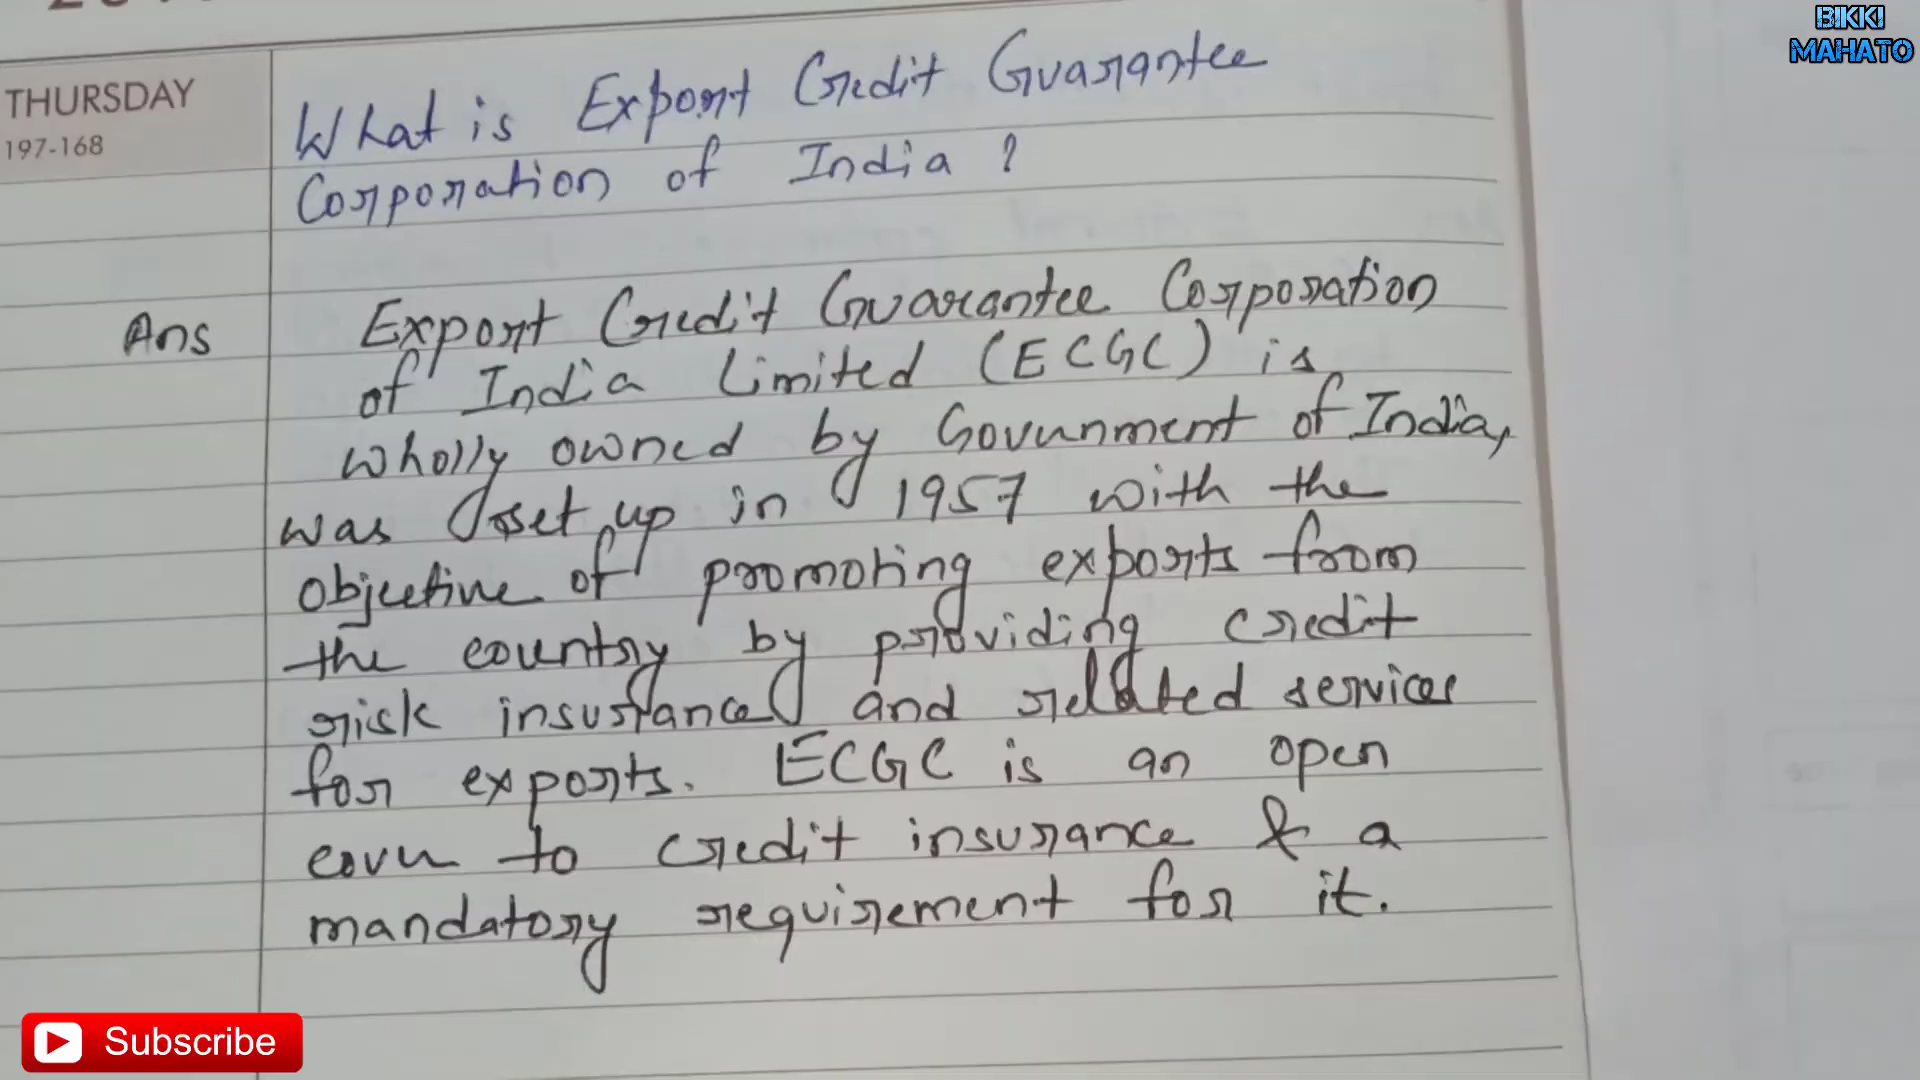 BIKKI
MAHATO
THURSDAY
197-168
What is Export Credit Guarantee
Corporation of India ?
Ans Export Credit Guarantee Corporation
of India Limited (ECGC) is
wholly owned by Government of India,
was set up in 1957 with the
objective of promoting exports from
the country by providing credit
risk insurance and related services
for exports. ECGC is an open
cover to credit insurance & a
mandatory requirement for it.
Subscribe